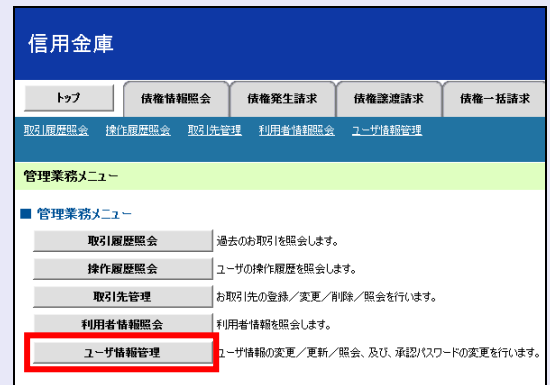 信用金庫
トップ 債権情報照会 債権発生請求 債権譲渡請求 債権一括請求
取引履歴照会 操作履歴照会 取引先管理 利用者情報照会 ユーザ情報管理
管理業務メニュー
■ 管理業務メニュー
取引履歴照会 過去のお取引を照会します。
操作履歴照会 ユーザの操作履歴を照会します。
取引先管理 お取引先の登録／変更／削除／照会を行います。
利用者情報照会 利用者情報を照会します。
ユーザ情報管理 ユーザ情報の変更／更新／照会、及び、承認パスワードの変更を行います。